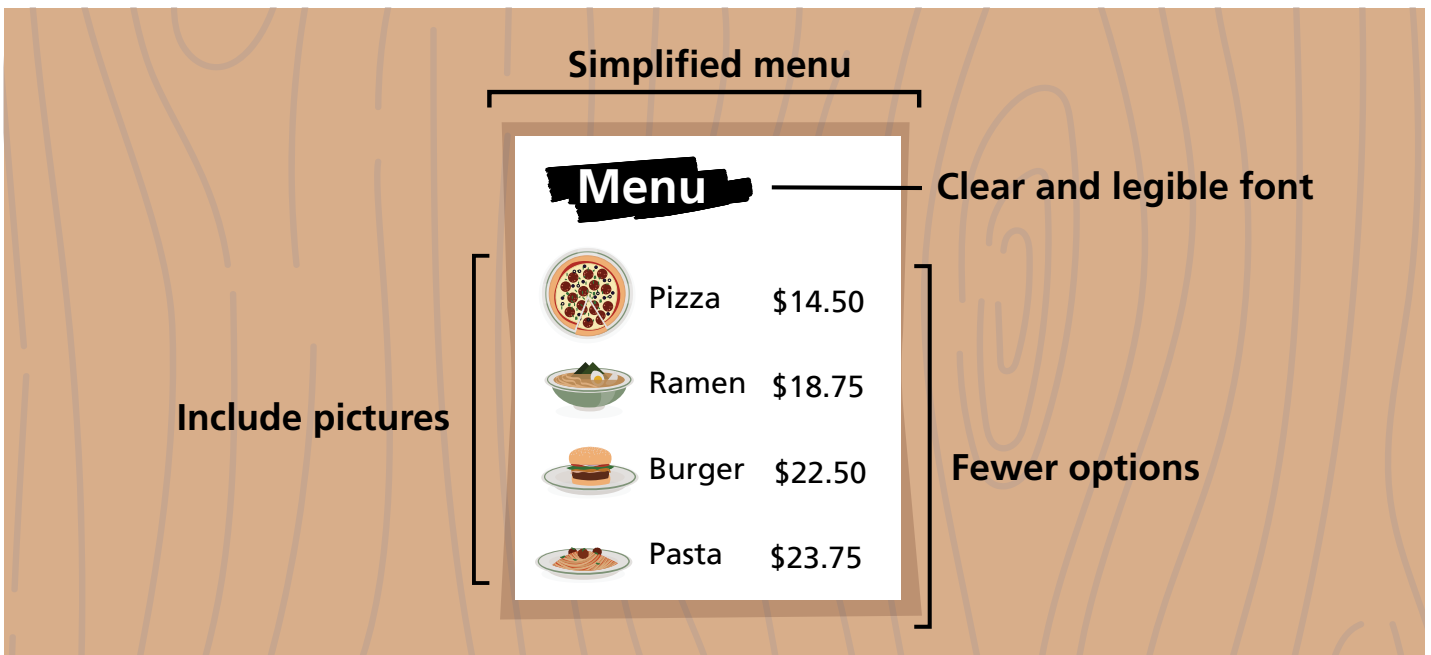 Simplified menu
Menu
Clear and legible font
Pizza $14.50
Ramen $18.75
Include pictures
Burger $22.50
Fewer options
Pasta $23.75